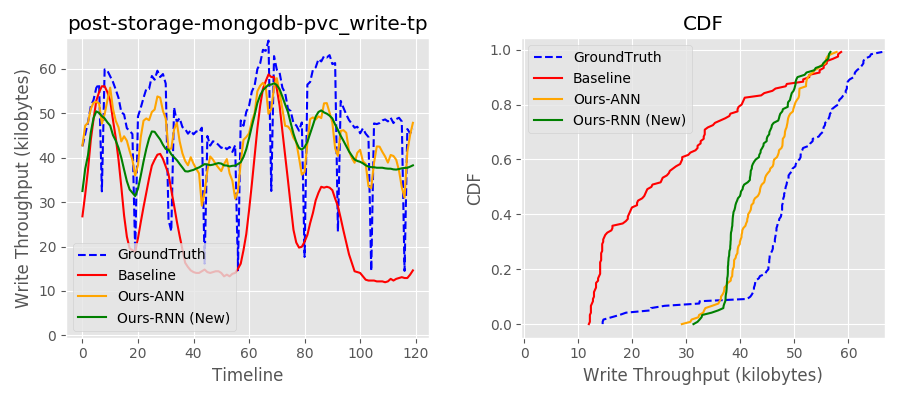 post-storage-mongodb-pvc_write-tp
Write Throughput (kilobytes)
60
50
40
30
20
10
0
GroundTruth
Baseline
Ours-ANN
Ours-RNN (New)
0 20 40 60 80 100 120
Timeline
CDF
CDF
1.0
0.8
0.6
0.4
0.2
0.0
GroundTruth
Baseline
Ours-ANN
Ours-RNN (New)
0 10 20 30 40 50 60
Write Throughput (kilobytes)